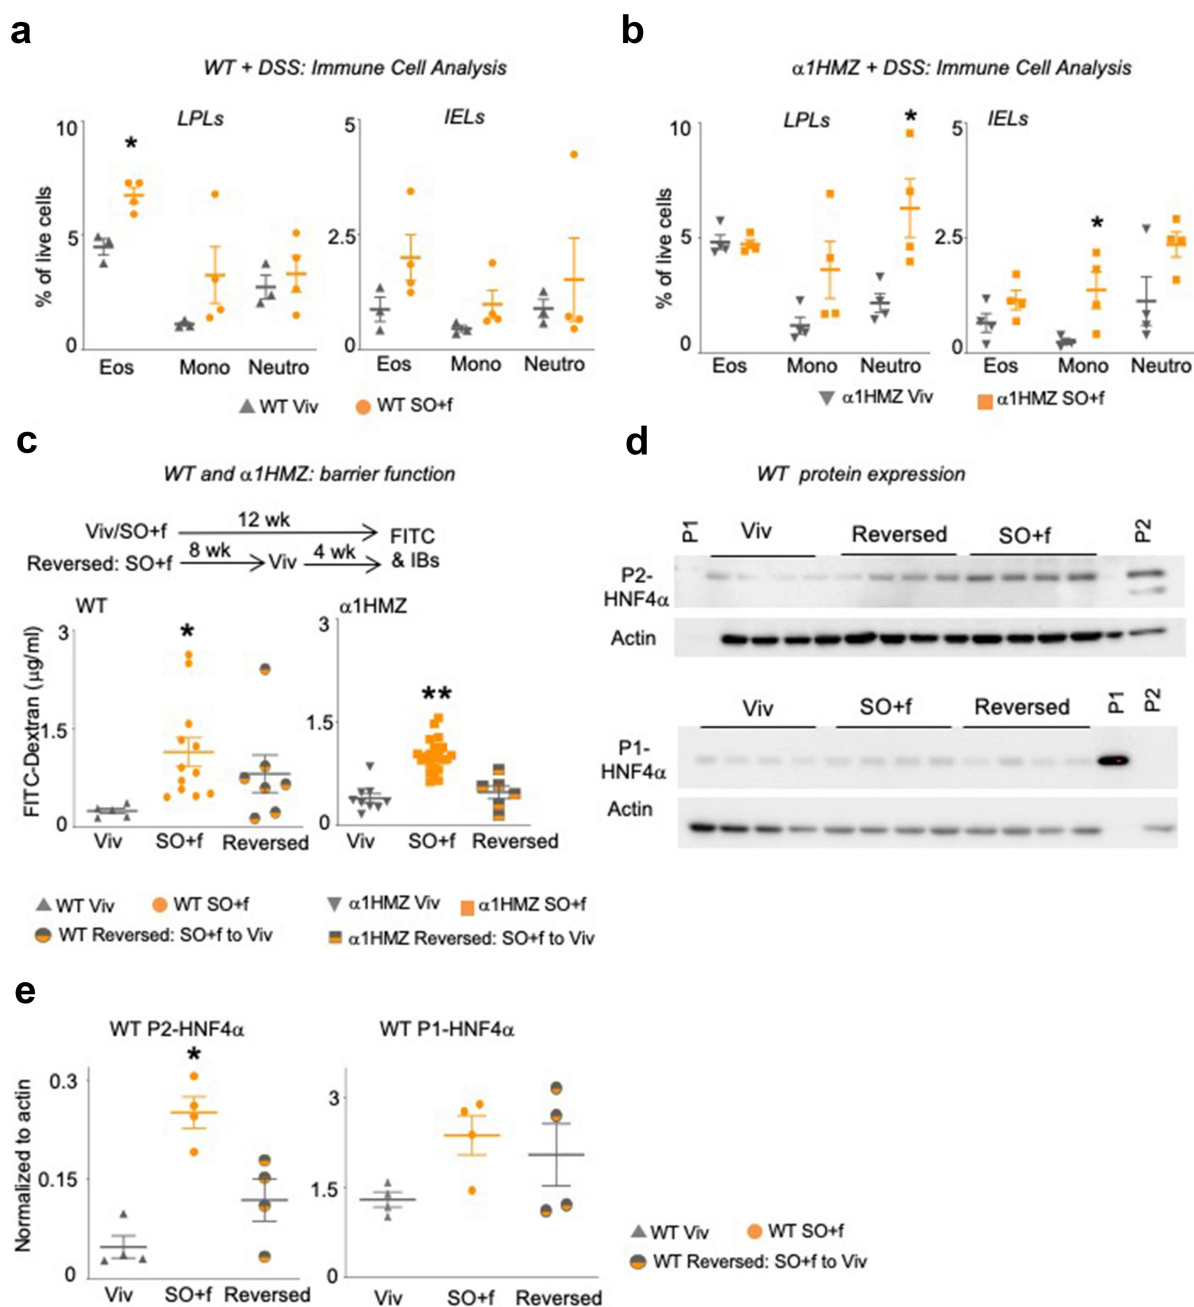 a
WT + DSS: Immune Cell Analysis
LPLs
IELs
10
5
0
% of live cells
*
5
2.5
0
Eos Mono Neutro
Eos Mono Neutro
WT Viv WT SO+f
b
α1HMZ + DSS: Immune Cell Analysis
LPLs
IELs
10
5
0
% of live cells
*
5
2.5
0
*
Eos Mono Neutro
Eos Mono Neutro
α1HMZ Viv α1HMZ SO+f
c
WT and α1HMZ: barrier function
Viv/SO+f 12 wk FITC
& IBs
Reversed: SO+f 8 wk Viv 4 wk
WT
α1HMZ
FITC-Dextran (µg/ml)
3
1.5
0
*
3
1.5
0
**
Viv SO+f Reversed
Viv SO+f Reversed
WT Viv WT SO+f
WT Reversed: SO+f to Viv
α1HMZ Viv α1HMZ SO+f
α1HMZ Reversed: SO+f to Viv
d
WT protein expression
P1 Viv Reversed SO+f P2
P2-
HNF4α
Actin
Viv SO+f Reversed P1 P2
P1-
HNF4α
Actin
e
WT P2-HNF4α
WT P1-HNF4α
Normalized to actin
*
0.3
0.15
0
3
1.5
0
Viv SO+f Reversed
Viv SO+f Reversed
WT Viv WT SO+f
WT Reversed: SO+f to Viv